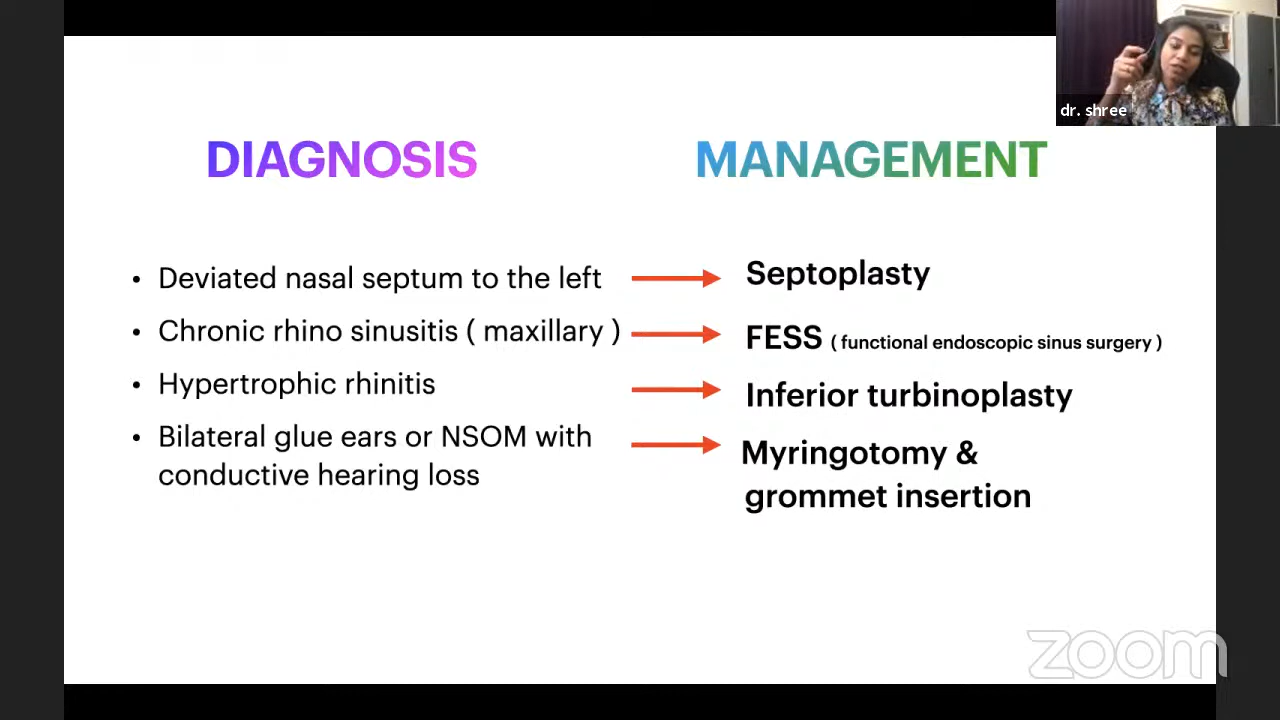 dr. shree
DIAGNOSIS
MANAGEMENT
• Deviated nasal septum to the left
Septoplasty
• Chronic rhino sinusitis ( maxillary )
FESS ( functional endoscopic sinus surgery )
• Hypertrophic rhinitis
Inferior turbinoplasty
• Bilateral glue ears or NSOM with
conductive hearing loss
Myringotomy &
grommet insertion
zoom